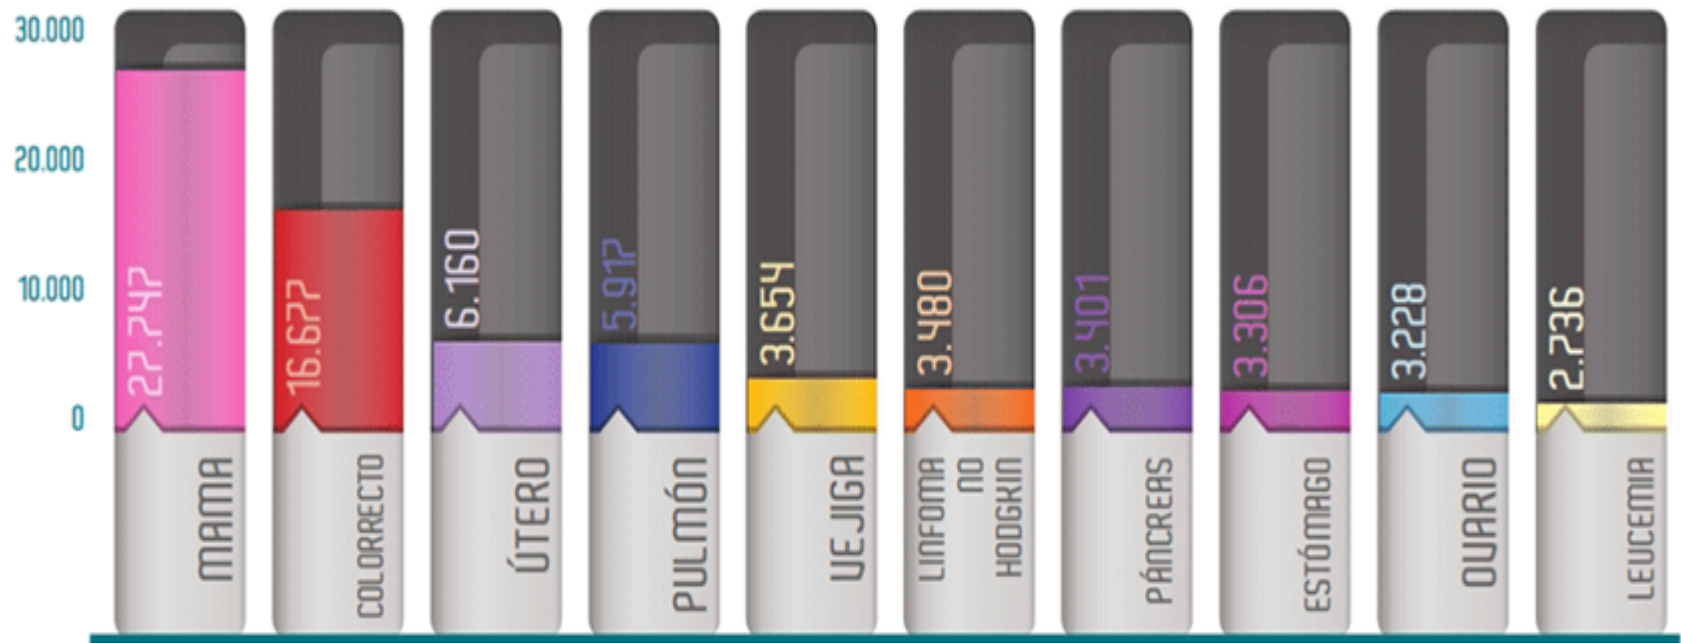 30.000
20.000
10.000
0
27.747
16.677
6.160
5.917
3.654
3.480
3.401
3.306
3.228
2.736
MAMA
COLORRECTO
ÚTERO
PULMÓN
VEJIGA
LINFOMA
NO
HODGKIN
PÁNCREAS
ESTÓMAGO
OVARIO
LEUCEMIA